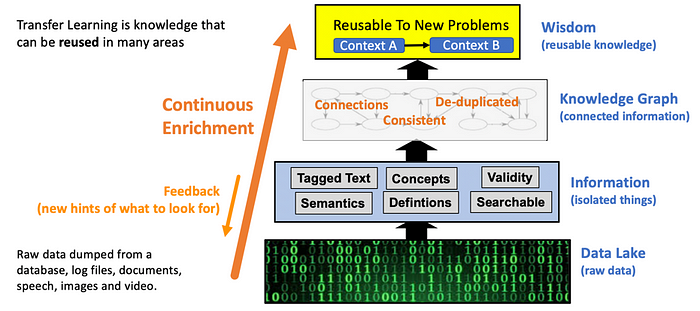 Transfer Learning is knowledge that
can be reused in many areas
Reusable To New Problems
Context A
Context B
Wisdom
(reusable knowledge)
Continuous
Enrichment
Connections
De-duplicated
Consistent
Knowledge Graph
(connected information)
Feedback
(new hints of what to look for)
Tagged Text
Concepts
Validity
Semantics
Defintions
Searchable
Information
(isolated things)
Raw data dumped from a
database, log files, documents,
speech, images and video.
Data Lake
(raw data)